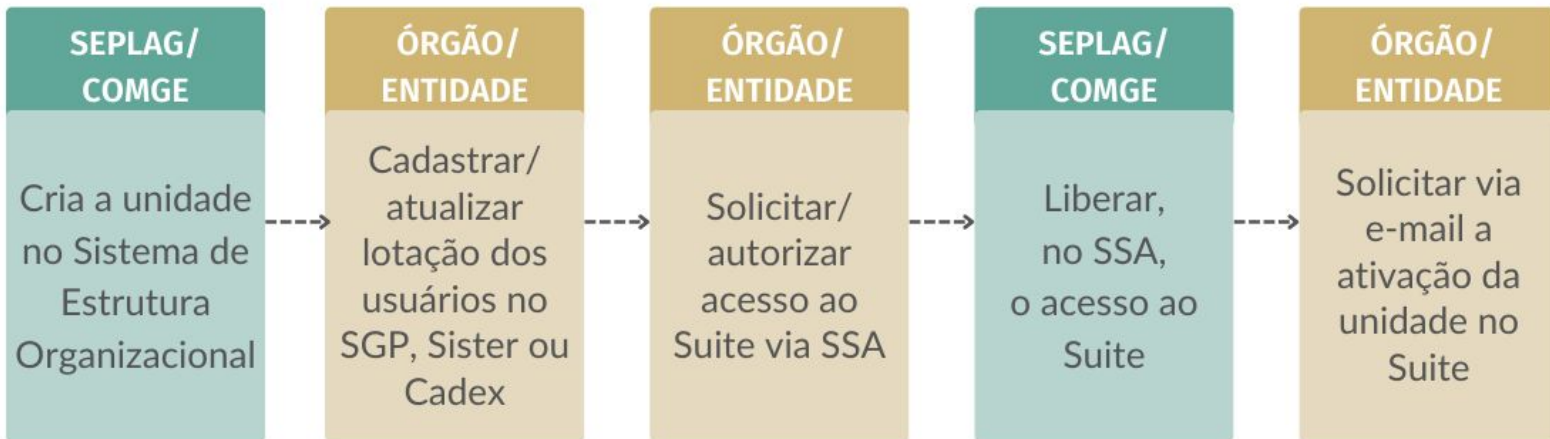 SEPLAG/
COMGE
Cria a unidade
no Sistema de
Estrutura
Organizacional
ÓRGÃO/
ENTIDADE
Cadastrar/
atualizar
lotação dos
usuários no
SGP, Sister ou
Cadex
ÓRGÃO/
ENTIDADE
Solicitar/
autorizar
acesso ao
Suite via SSA
SEPLAG/
COMGE
Liberar,
no SSA,
o acesso ao
Suite
ÓRGÃO/
ENTIDADE
Solicitar via
e-mail a
ativação da
unidade no
Suite